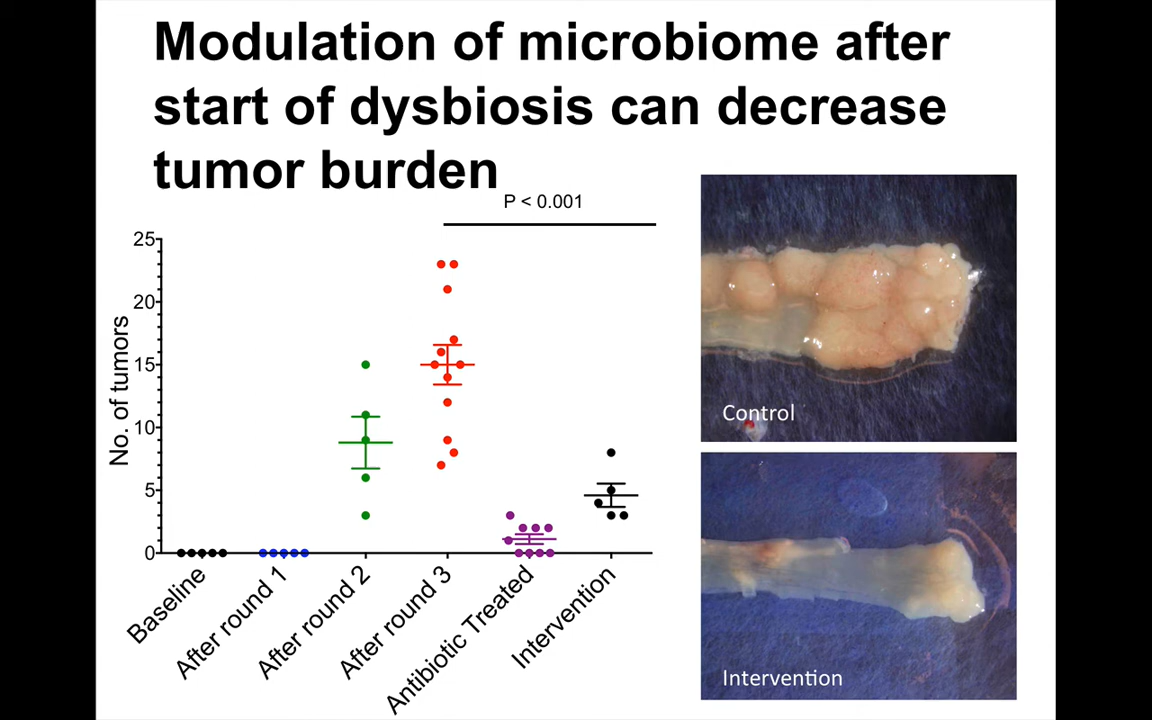 Modulation of microbiome after
start of dysbiosis can decrease
tumor burden
P < 0.001
No. of tumors
25
20
15
10
5
0
Baseline
After round 1
After round 2
After round 3
Antibiotic Treated
Intervention
Control
Intervention